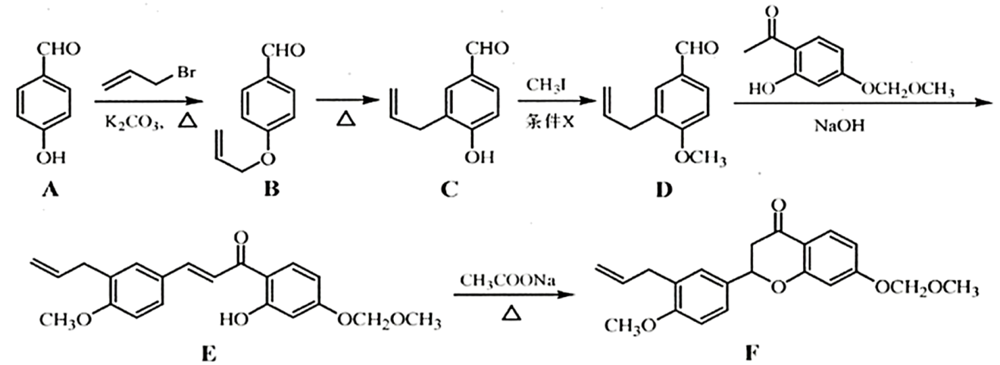 CHO
Br
K₂CO₃, △
OH
A
CHO
O
B
△
CHO
OH
C
CH₃I
条件X
CHO
OCH₃
D
O
HO
OCH₂OCH₃
NaOH
O
CH₃O
HO
OCH₂OCH₃
E
CH₃COONa
△
O
O
OCH₂OCH₃
CH₃O
F